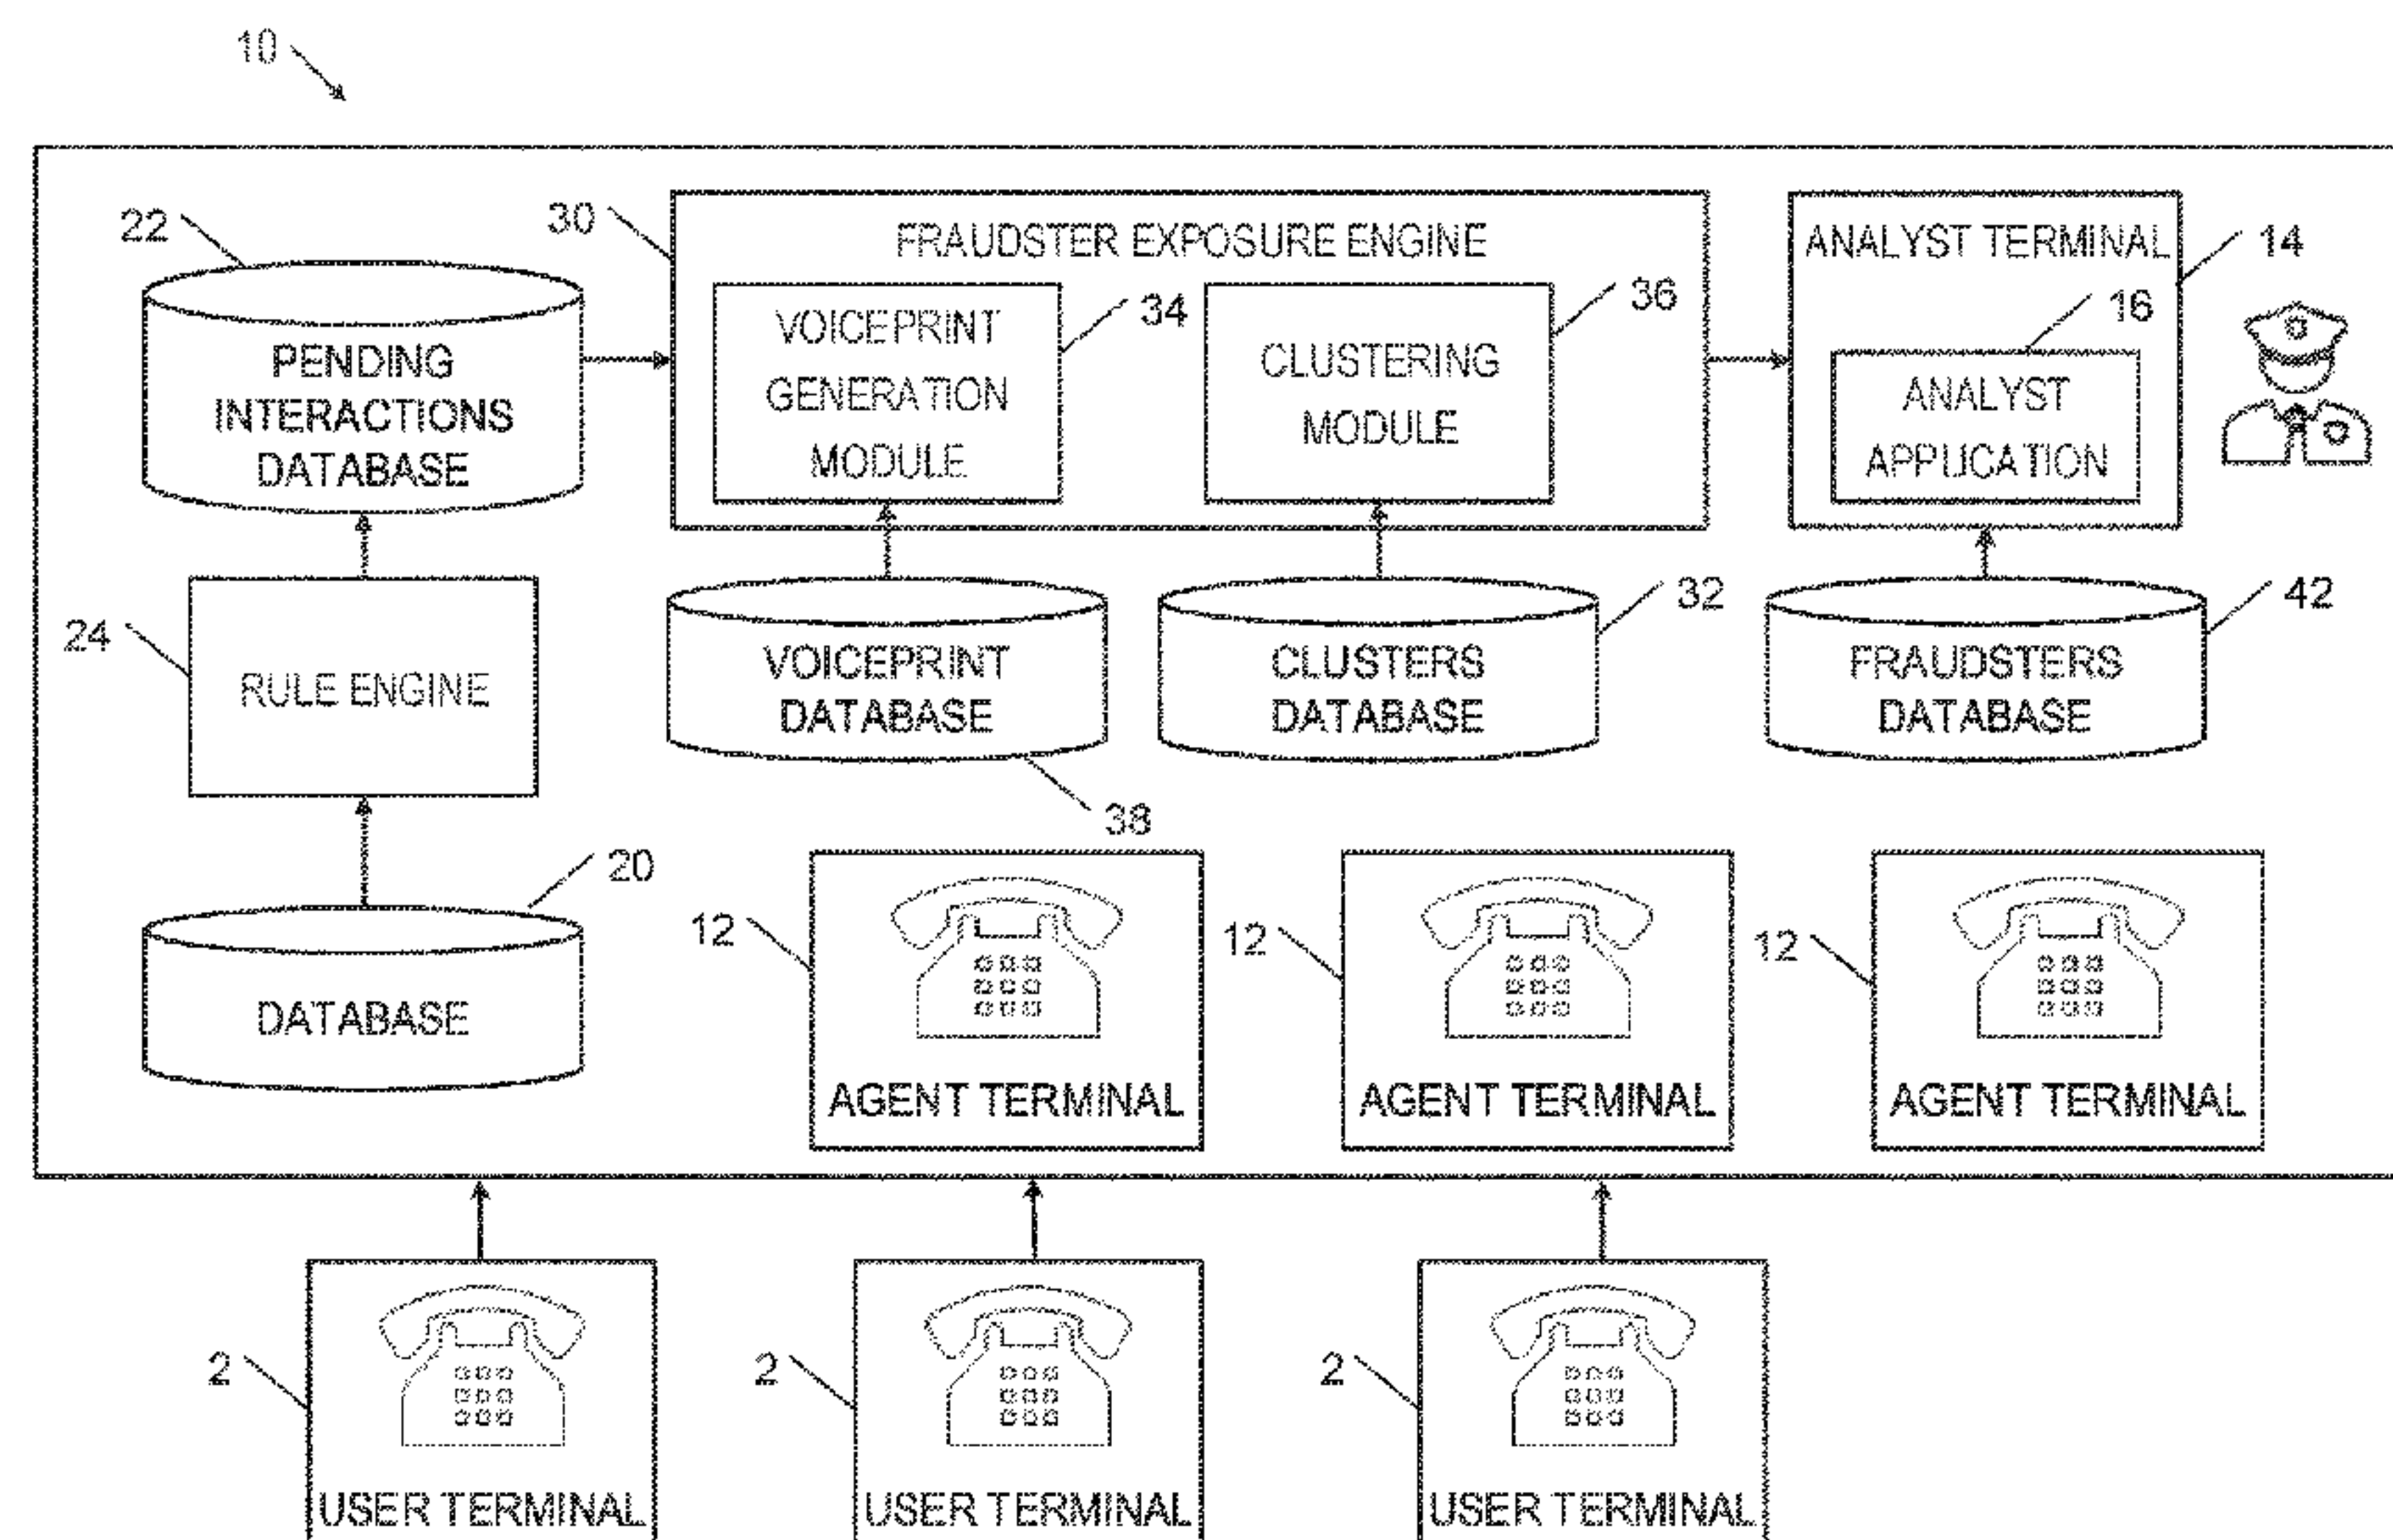 10
22
30
FRAUDSTER EXPOSURE ENGINE
ANALYST TERMINAL
14
VOICEPRINT
GENERATION
MODULE
34
CLUSTERING
MODULE
36
16
ANALYST
APPLICATION
PENDING
INTERACTIONS
DATABASE
24
RULE ENGINE
VOICEPRINT
DATABASE
38
CLUSTERS
DATABASE
32
FRAUDSTERS
DATABASE
42
20
DATABASE
12
AGENT TERMINAL
12
AGENT TERMINAL
12
AGENT TERMINAL
2
USER TERMINAL
2
USER TERMINAL
2
USER TERMINAL